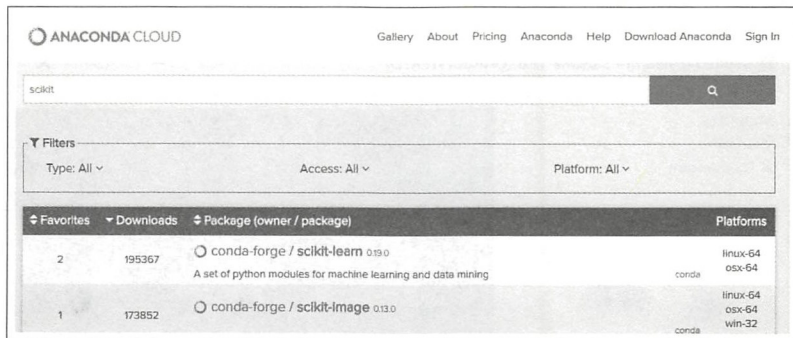 ANACONDA CLOUD
Gallery About Pricing Anaconda Help Download Anaconda Sign In
scikit
Filters
Type: All Access: All Platform: All
Favorites Downloads Package (owner / package) Platforms
2 195367 conda-forge / scikit-learn 0.19.0 linux-64
osx-64
A set of python modules for machine learning and data mining conda
1 173852 conda-forge / scikit-image 0.13.0 linux-64
osx-64
conda win-32